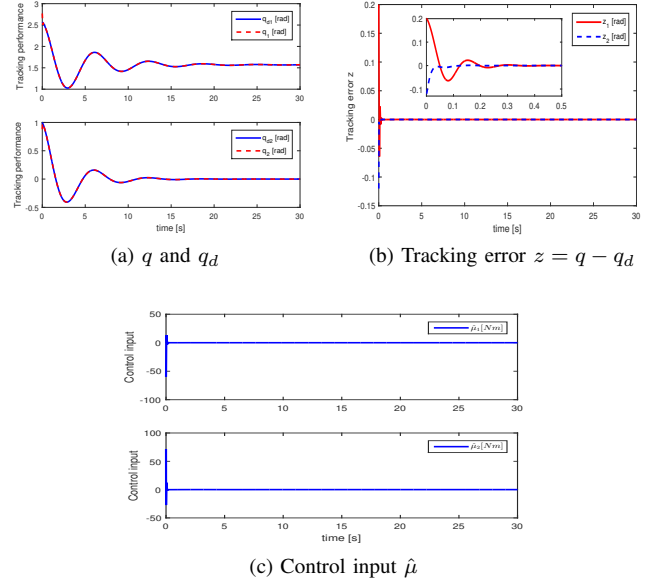 Tracking performance
3
2.5
2
1.5
1
q_d1 [rad]
q_1 [rad]
0 5 10 15 20 25 30
time [s]
Tracking performance
1
0.5
0
-0.5
q_d2 [rad]
q_2 [rad]
0 5 10 15 20 25 30
time [s]
(a) q and q_d
Tracking error z
0.2
0.15
0.1
0.05
0
-0.05
-0.1
-0.15
z_1 [rad]
z_2 [rad]
0.2
0.1
0
-0.1
0 0.1 0.2 0.3 0.4 0.5
0 5 10 15 20 25 30
time [s]
(b) Tracking error z = q − q_d
Control input
50
0
-50
-100
μ̂_1[Nm]
0 5 10 15 20 25 30
Control input
100
50
0
-50
μ̂_2[Nm]
0 5 10 15 20 25 30
time [s]
(c) Control input μ̂